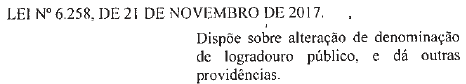 LEI Nº 6.258, DE 21 DE NOVEMBRO DE 2017.
Dispõe sobre alteração de denominação
de logradouro público, e dá outras
providências.